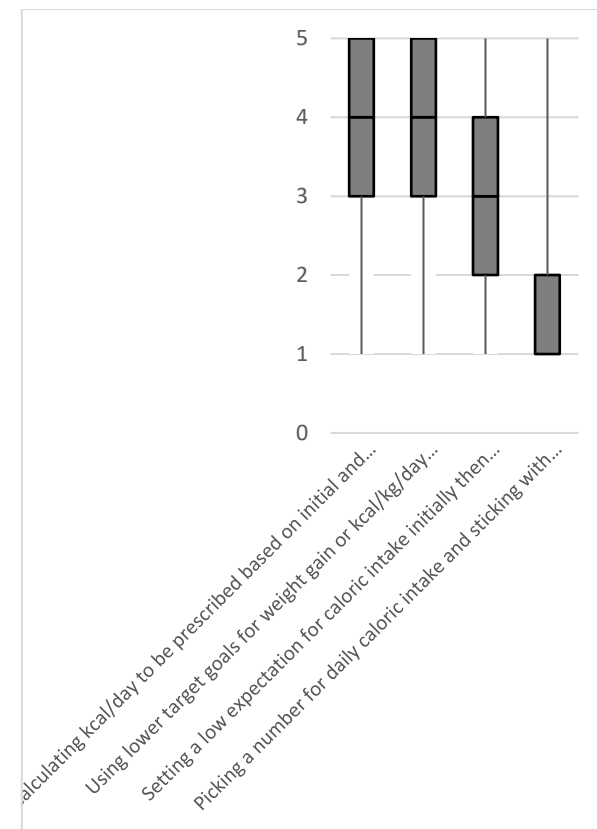 5
4
3
2
1
0
alculating kcal/day to be prescribed based on initial and...
Using lower target goals for weight gain or kcal/kg/day...
Setting a low expectation for caloric intake initially then...
Picking a number for daily caloric intake and sticking with...